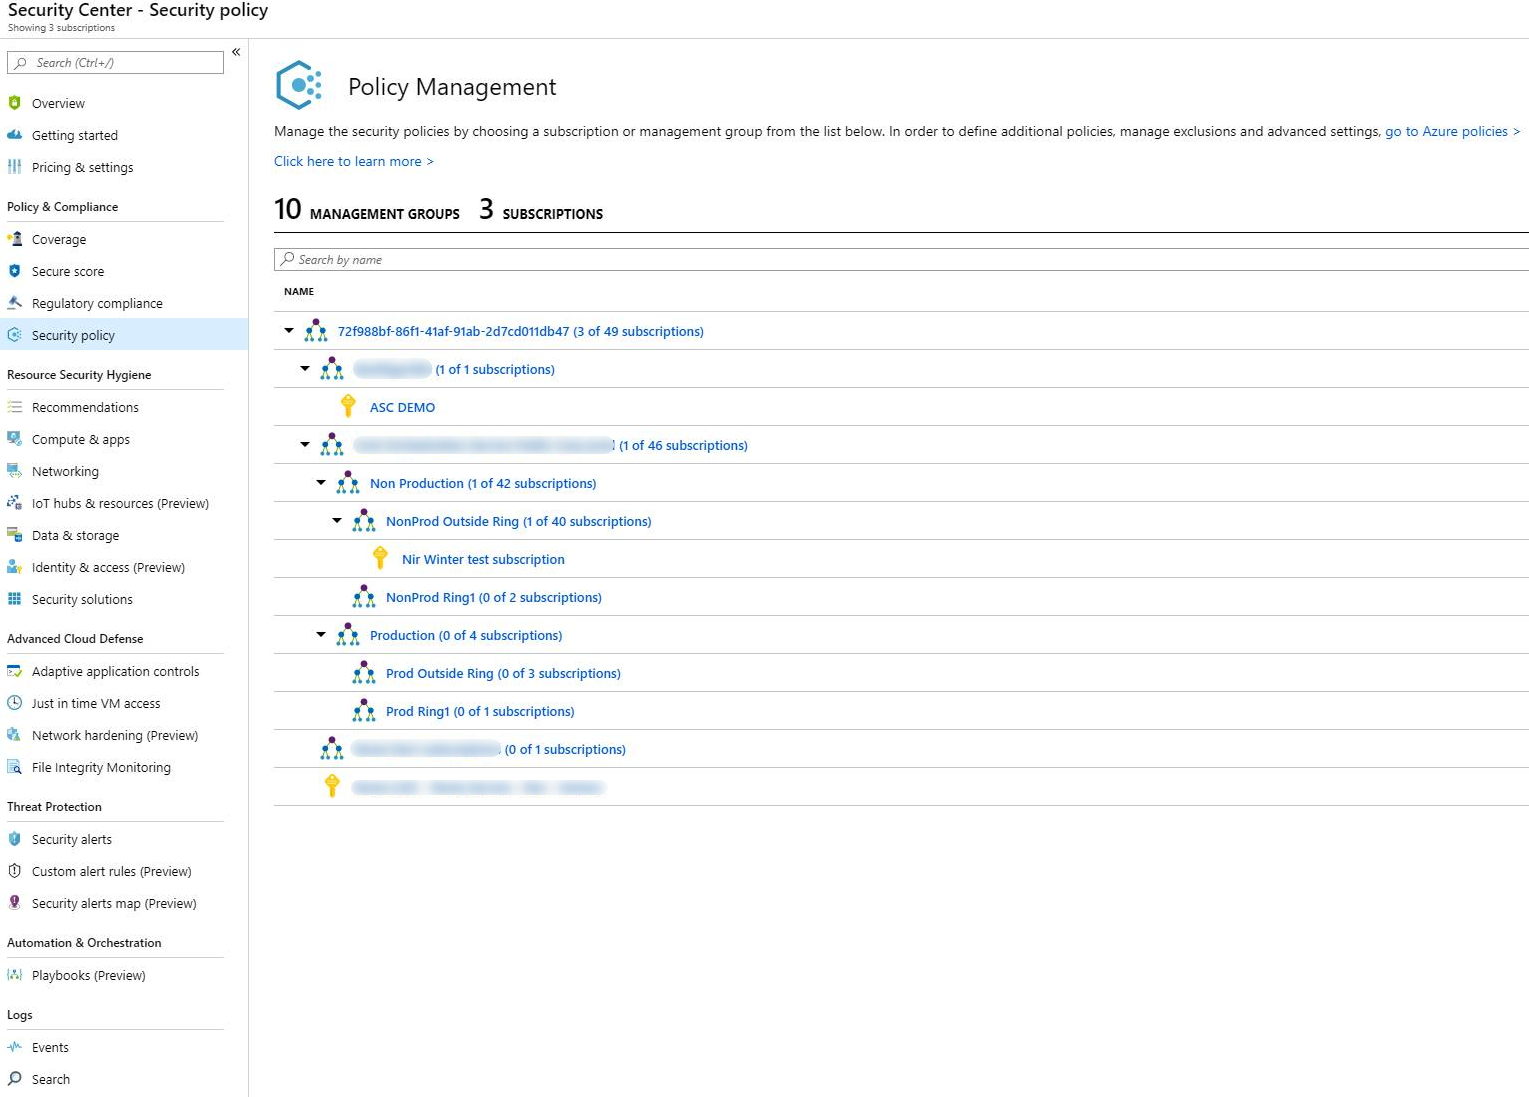 Security Center - Security policy
Showing 3 subscriptions
Search (Ctrl+/)
«
Overview
Getting started
Pricing & settings
Policy & Compliance
Coverage
Secure score
Regulatory compliance
Security policy
Resource Security Hygiene
Recommendations
Compute & apps
Networking
IoT hubs & resources (Preview)
Data & storage
Identity & access (Preview)
Security solutions
Advanced Cloud Defense
Adaptive application controls
Just in time VM access
Network hardening (Preview)
File Integrity Monitoring
Threat Protection
Security alerts
Custom alert rules (Preview)
Security alerts map (Preview)
Automation & Orchestration
Playbooks (Preview)
Logs
Events
Search
Policy Management
Manage the security policies by choosing a subscription or management group from the list below. In order to define additional policies, manage exclusions and advanced settings, go to Azure policies >
Click here to learn more >
10 MANAGEMENT GROUPS 3 SUBSCRIPTIONS
Search by name
NAME
72f988bf-86f1-41af-91ab-2d7cd011db47 (3 of 49 subscriptions)
(1 of 1 subscriptions)
ASC DEMO
(1 of 46 subscriptions)
Non Production (1 of 42 subscriptions)
NonProd Outside Ring (1 of 40 subscriptions)
Nir Winter test subscription
NonProd Ring1 (0 of 2 subscriptions)
Production (0 of 4 subscriptions)
Prod Outside Ring (0 of 3 subscriptions)
Prod Ring1 (0 of 1 subscriptions)
(0 of 1 subscriptions)